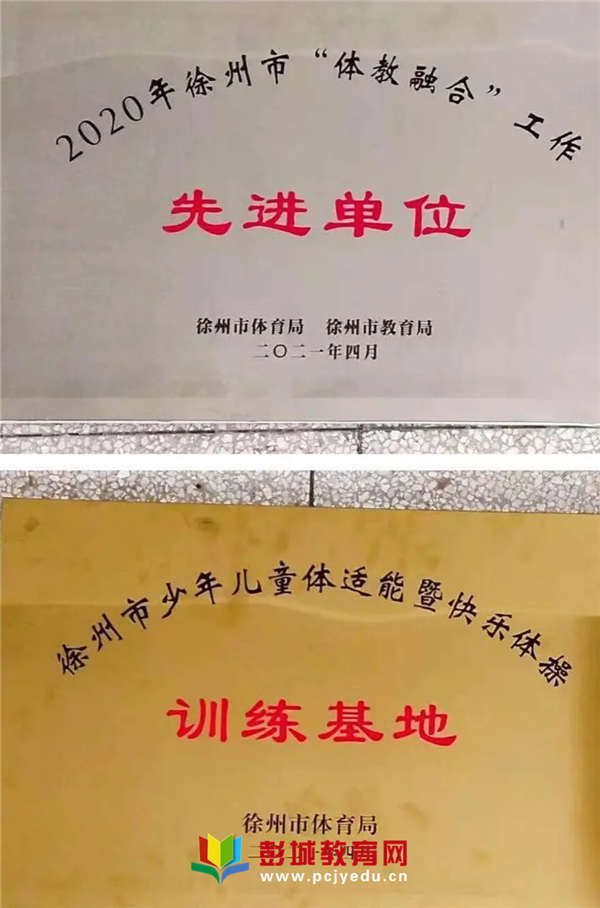 2020年徐州市“体教融合”工作
先进单位
徐州市体育局 徐州市教育局
二〇二一年四月
徐州市少年儿童体适能暨快乐体操
训练基地
徐州市体育局
彭城教育网
www.pcjyedu.cn